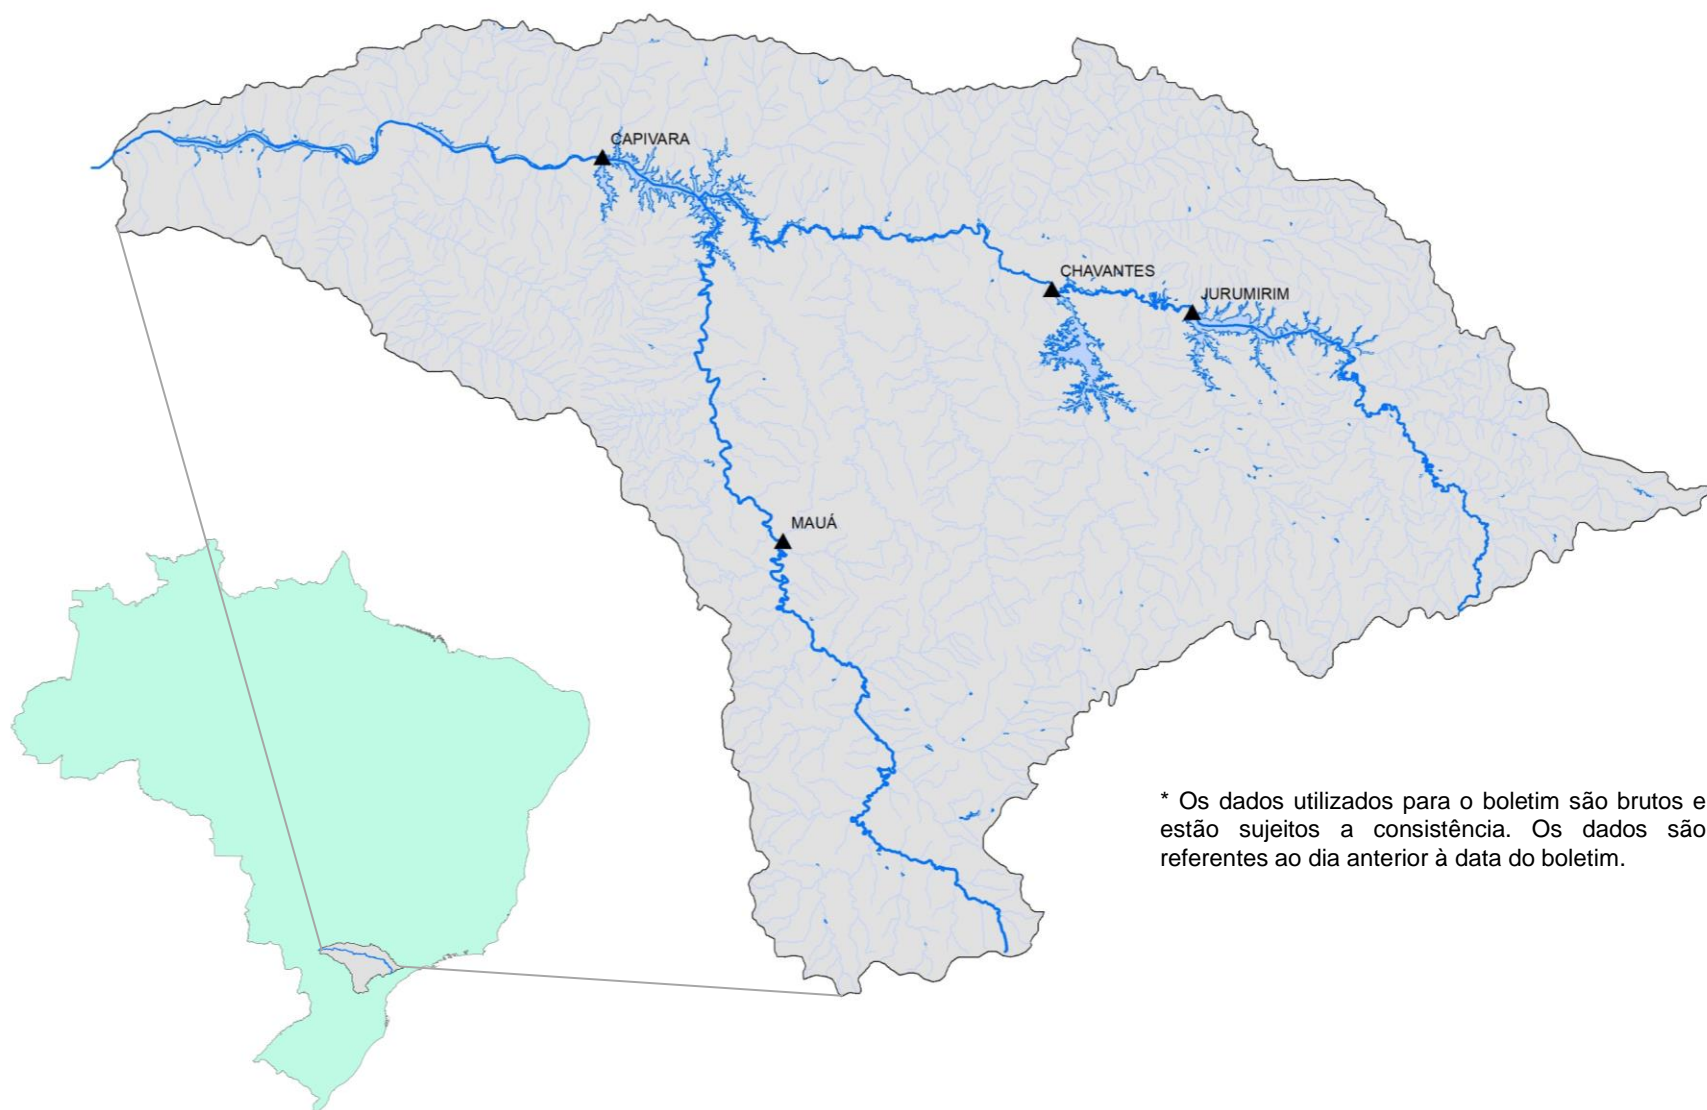 CAPIVARA
CHAVANTES
JURUMIRIM
MAUÁ
* Os dados utilizados para o boletim são brutos e
estão sujeitos a consistência. Os dados são
referentes ao dia anterior à data do boletim.